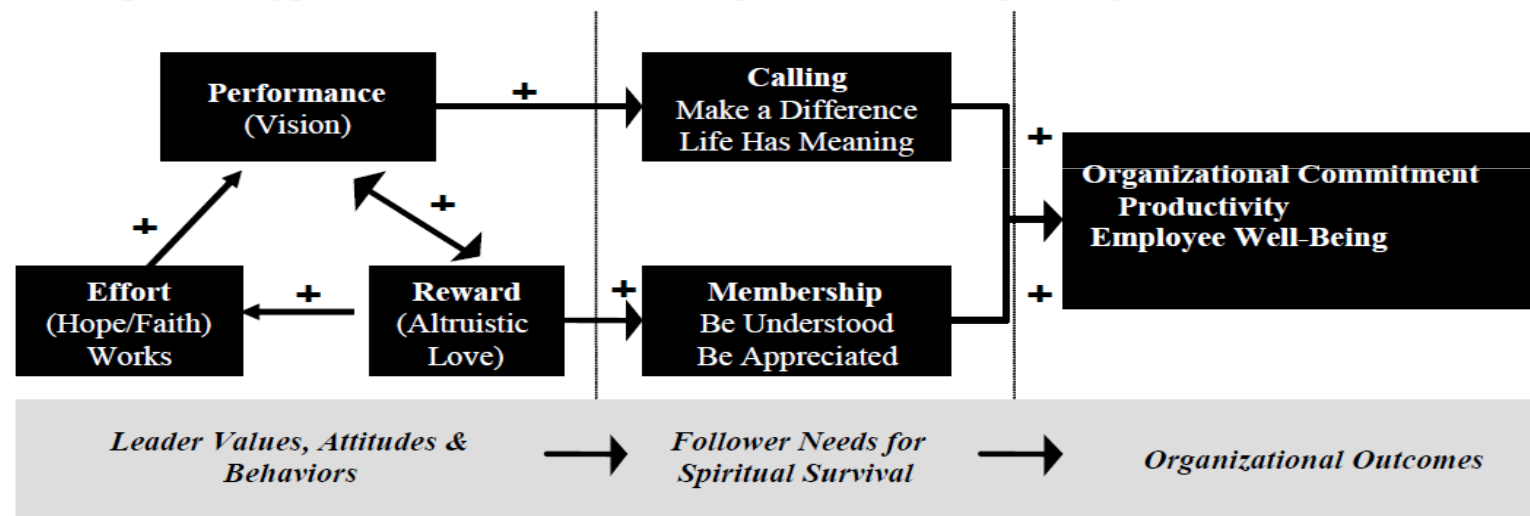 Performance
(Vision)
+
Calling
Make a Difference
Life Has Meaning
+
Organizational Commitment
Productivity
Employee Well-Being
+
+
Effort
(Hope/Faith)
Works
+
Reward
(Altruistic
Love)
+
Membership
Be Understood
Be Appreciated
+
Leader Values, Attitudes &
Behaviors
Follower Needs for
Spiritual Survival
Organizational Outcomes